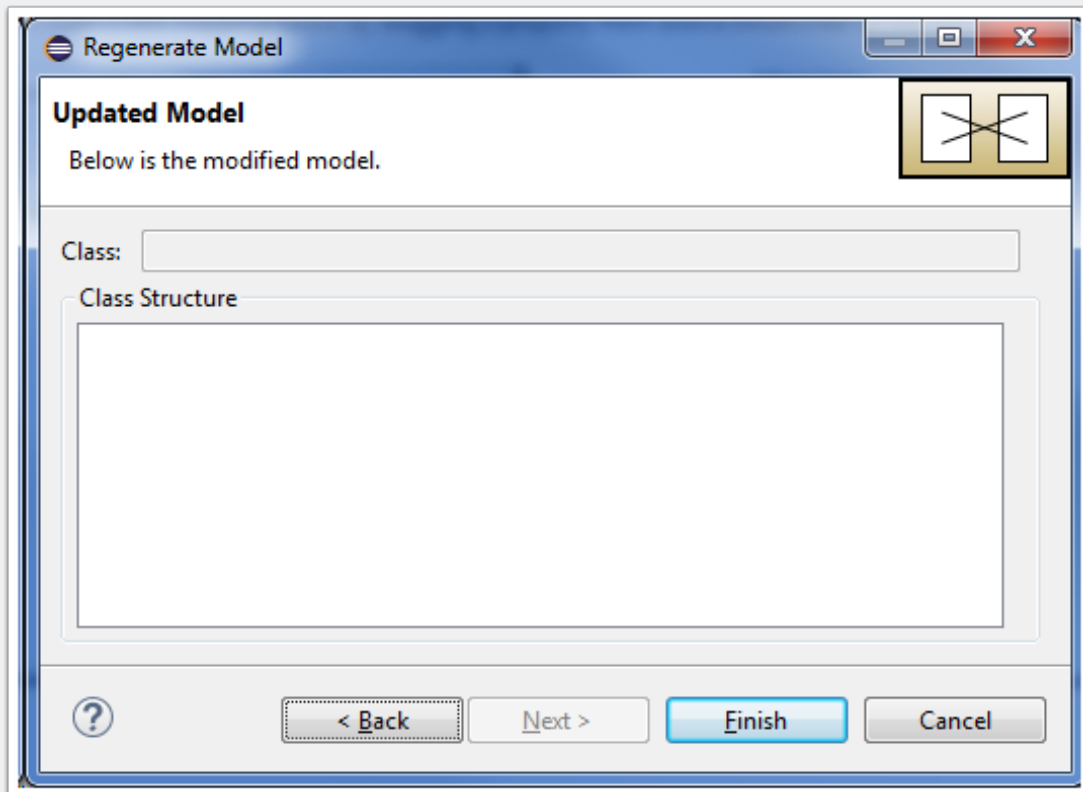 Regenerate Model
Updated Model
Below is the modified model.
Class:
Class Structure
< Back
Next >
Finish
Cancel